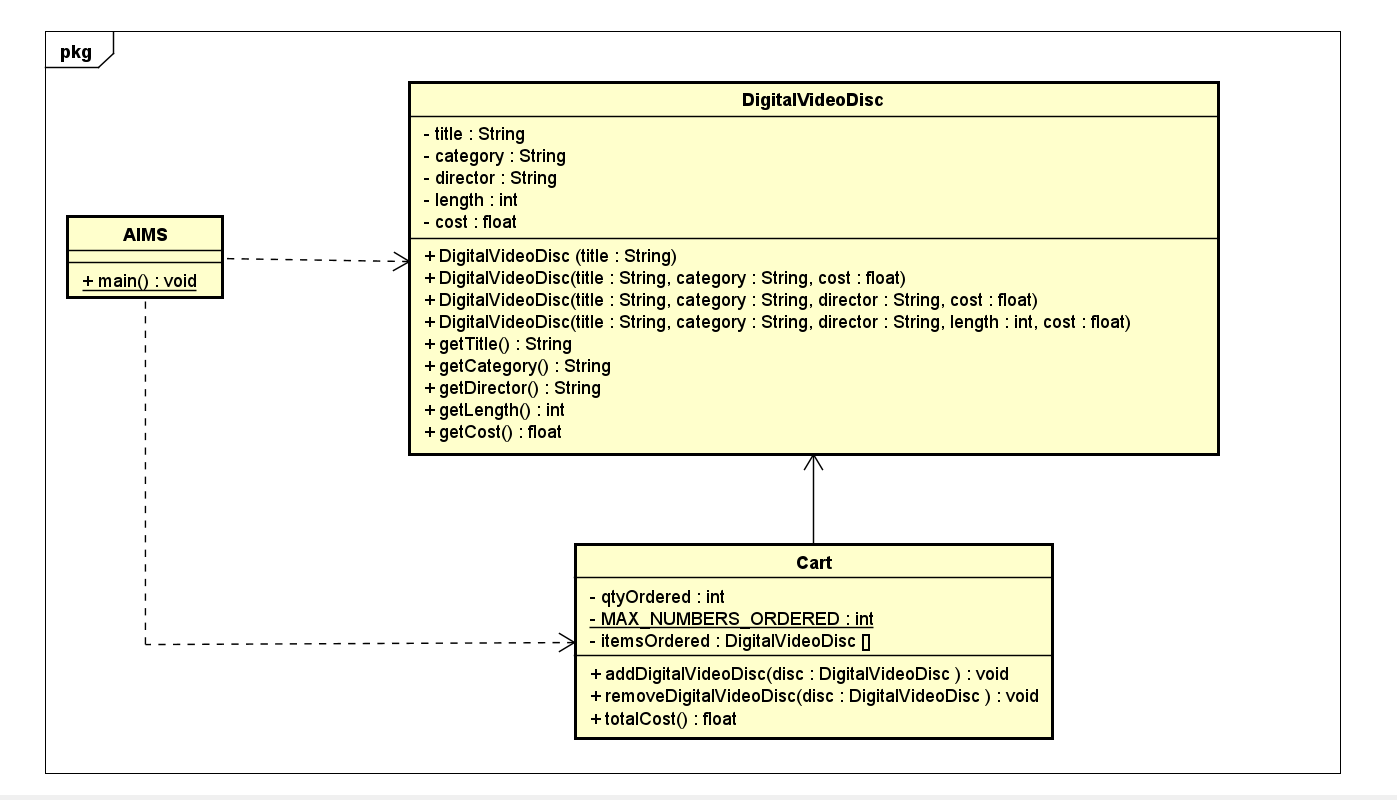 pkg
DigitalVideoDisc
- title : String
- category : String
- director : String
- length : int
- cost : float
+ DigitalVideoDisc (title : String)
+ DigitalVideoDisc(title : String, category : String, cost : float)
+ DigitalVideoDisc(title : String, category : String, director : String, cost : float)
+ DigitalVideoDisc(title : String, category : String, director : String, length : int, cost : float)
+ getTitle() : String
+ getCategory() : String
+ getDirector() : String
+ getLength() : int
+ getCost() : float
AIMS
+ main() : void
Cart
- qtyOrdered : int
- MAX_NUMBERS_ORDERED : int
- itemsOrdered : DigitalVideoDisc []
+ addDigitalVideoDisc(disc : DigitalVideoDisc ) : void
+ removeDigitalVideoDisc(disc : DigitalVideoDisc ) : void
+ totalCost() : float